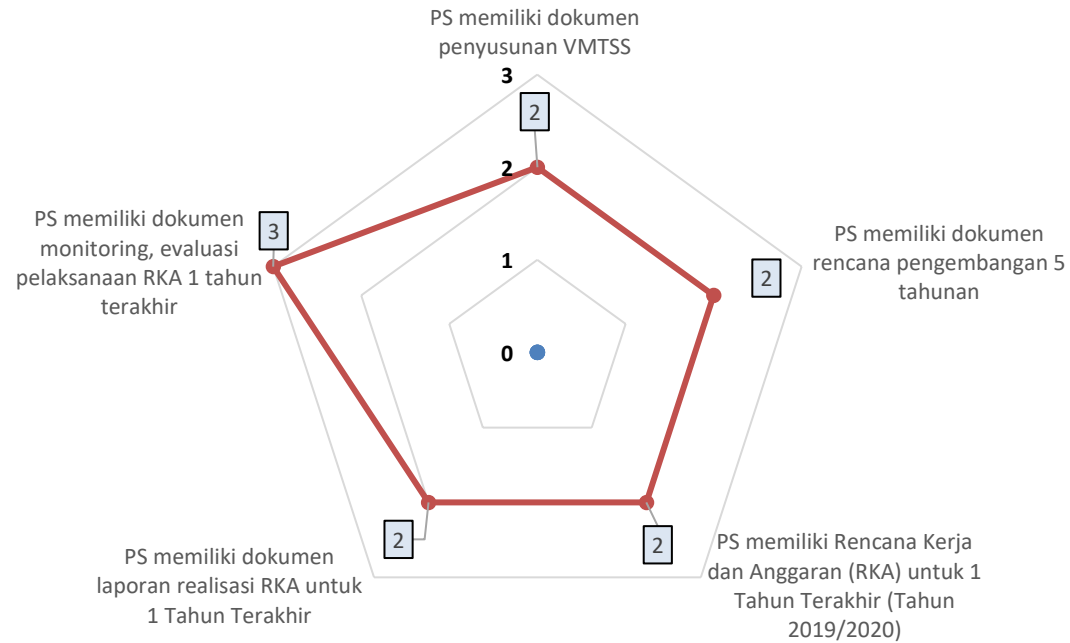 PS memiliki dokumen
penyusunan VMTSS
3
2
2
1
0
PS memiliki dokumen
rencana pengembangan 5
tahunan
2
PS memiliki Rencana Kerja
dan Anggaran (RKA) untuk 1
Tahun Terakhir (Tahun
2019/2020)
2
PS memiliki dokumen
laporan realisasi RKA untuk
1 Tahun Terakhir
2
PS memiliki dokumen
monitoring, evaluasi
pelaksanaan RKA 1 tahun
terakhir
3